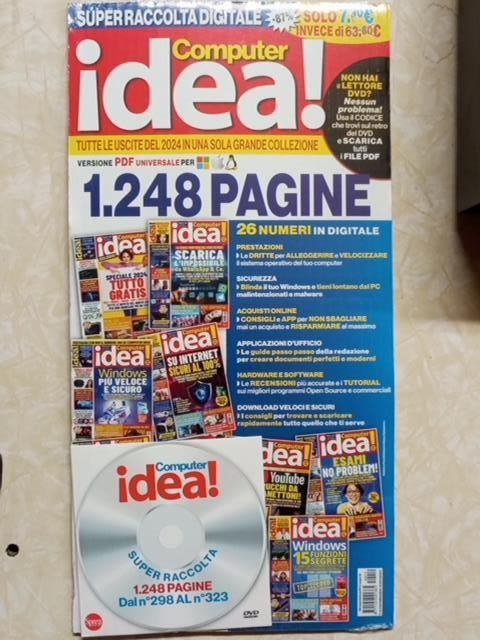 SUPER RACCOLTA DIGITALE
-87%
SOLO 7,90€
INVECE di 63,60€
Computer
idea!
NON HAI
il LETTORE
DVD?
Nessun
problema!
Usa il CODICE
che trovi sul retro
del DVD
e SCARICA
tutti
i FILE PDF
TUTTE LE USCITE DEL 2024 IN UNA SOLA GRANDE COLLEZIONE
VERSIONE PDF UNIVERSALE PER
1.248 PAGINE
26 NUMERI IN DIGITALE
PRESTAZIONI
Le DRITTE per ALLEGGERIRE e VELOCIZZARE
il sistema operativo del tuo computer
SICUREZZA
Blinda il tuo Windows e tieni lontano dal PC
malintenzionati e malware
ACQUISTI ONLINE
CONSIGLI e APP per NON SBAGLIARE
mai un acquisto e RISPARMIARE al massimo
APPLICAZIONI D'UFFICIO
Le guide passo passo della redazione
per creare documenti perfetti e moderni
HARDWARE E SOFTWARE
Le RECENSIONI più accurate e i TUTORIAL
sui migliori programmi Open Source e commerciali
DOWNLOAD VELOCI E SICURI
I consigli per trovare e scaricare
rapidamente tutto quello che ti serve
idea!
SPECIALE 2024
TUTTO
GRATIS
Computer
idea!
SCARICA
L'IMPOSSIBILE
da WhatsApp & Co.
idea!
Windows
PIÙ VELOCE
E SICURO
idea!
SU INTERNET
SICURI AL 100%
idea!
YouTube
idea!
ESAMI
NO PROBLEM!
idea!
Windows
15 FUNZIONI
SEGRETE
Computer
idea!
SUPER RACCOLTA
1.248 PAGINE
Dal n°298 AL n°323
Sprea
DVD